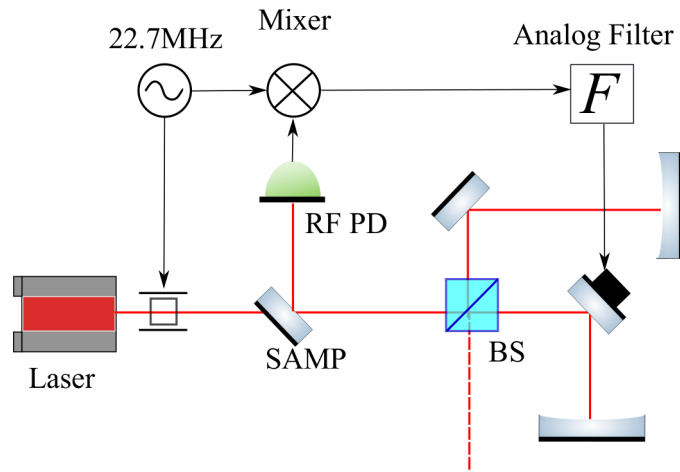 Mixer
22.7MHz
Analog Filter
F
RF PD
SAMP
BS
Laser